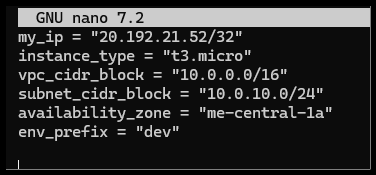 GNU nano 7.2
my_ip = "20.192.21.52/32"
instance_type = "t3.micro"
vpc_cidr_block = "10.0.0.0/16"
subnet_cidr_block = "10.0.10.0/24"
availability_zone = "me-central-1a"
env_prefix = "dev"